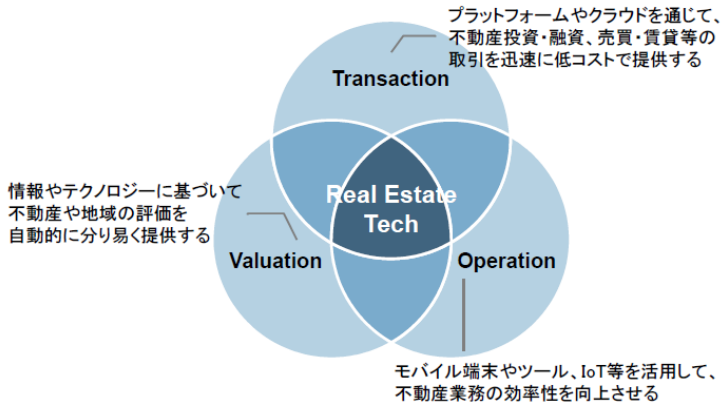 プラットフォームやクラウドを通じて、
不動産投資・融資、売買・賃貸等の
取引を迅速に低コストで提供する
Transaction
情報やテクノロジーに基づいて
不動産や地域の評価を
自動的に分り易く提供する
Real Estate
Tech
Valuation
Operation
モバイル端末やツール、IoT等を活用して、
不動産業務の効率性を向上させる